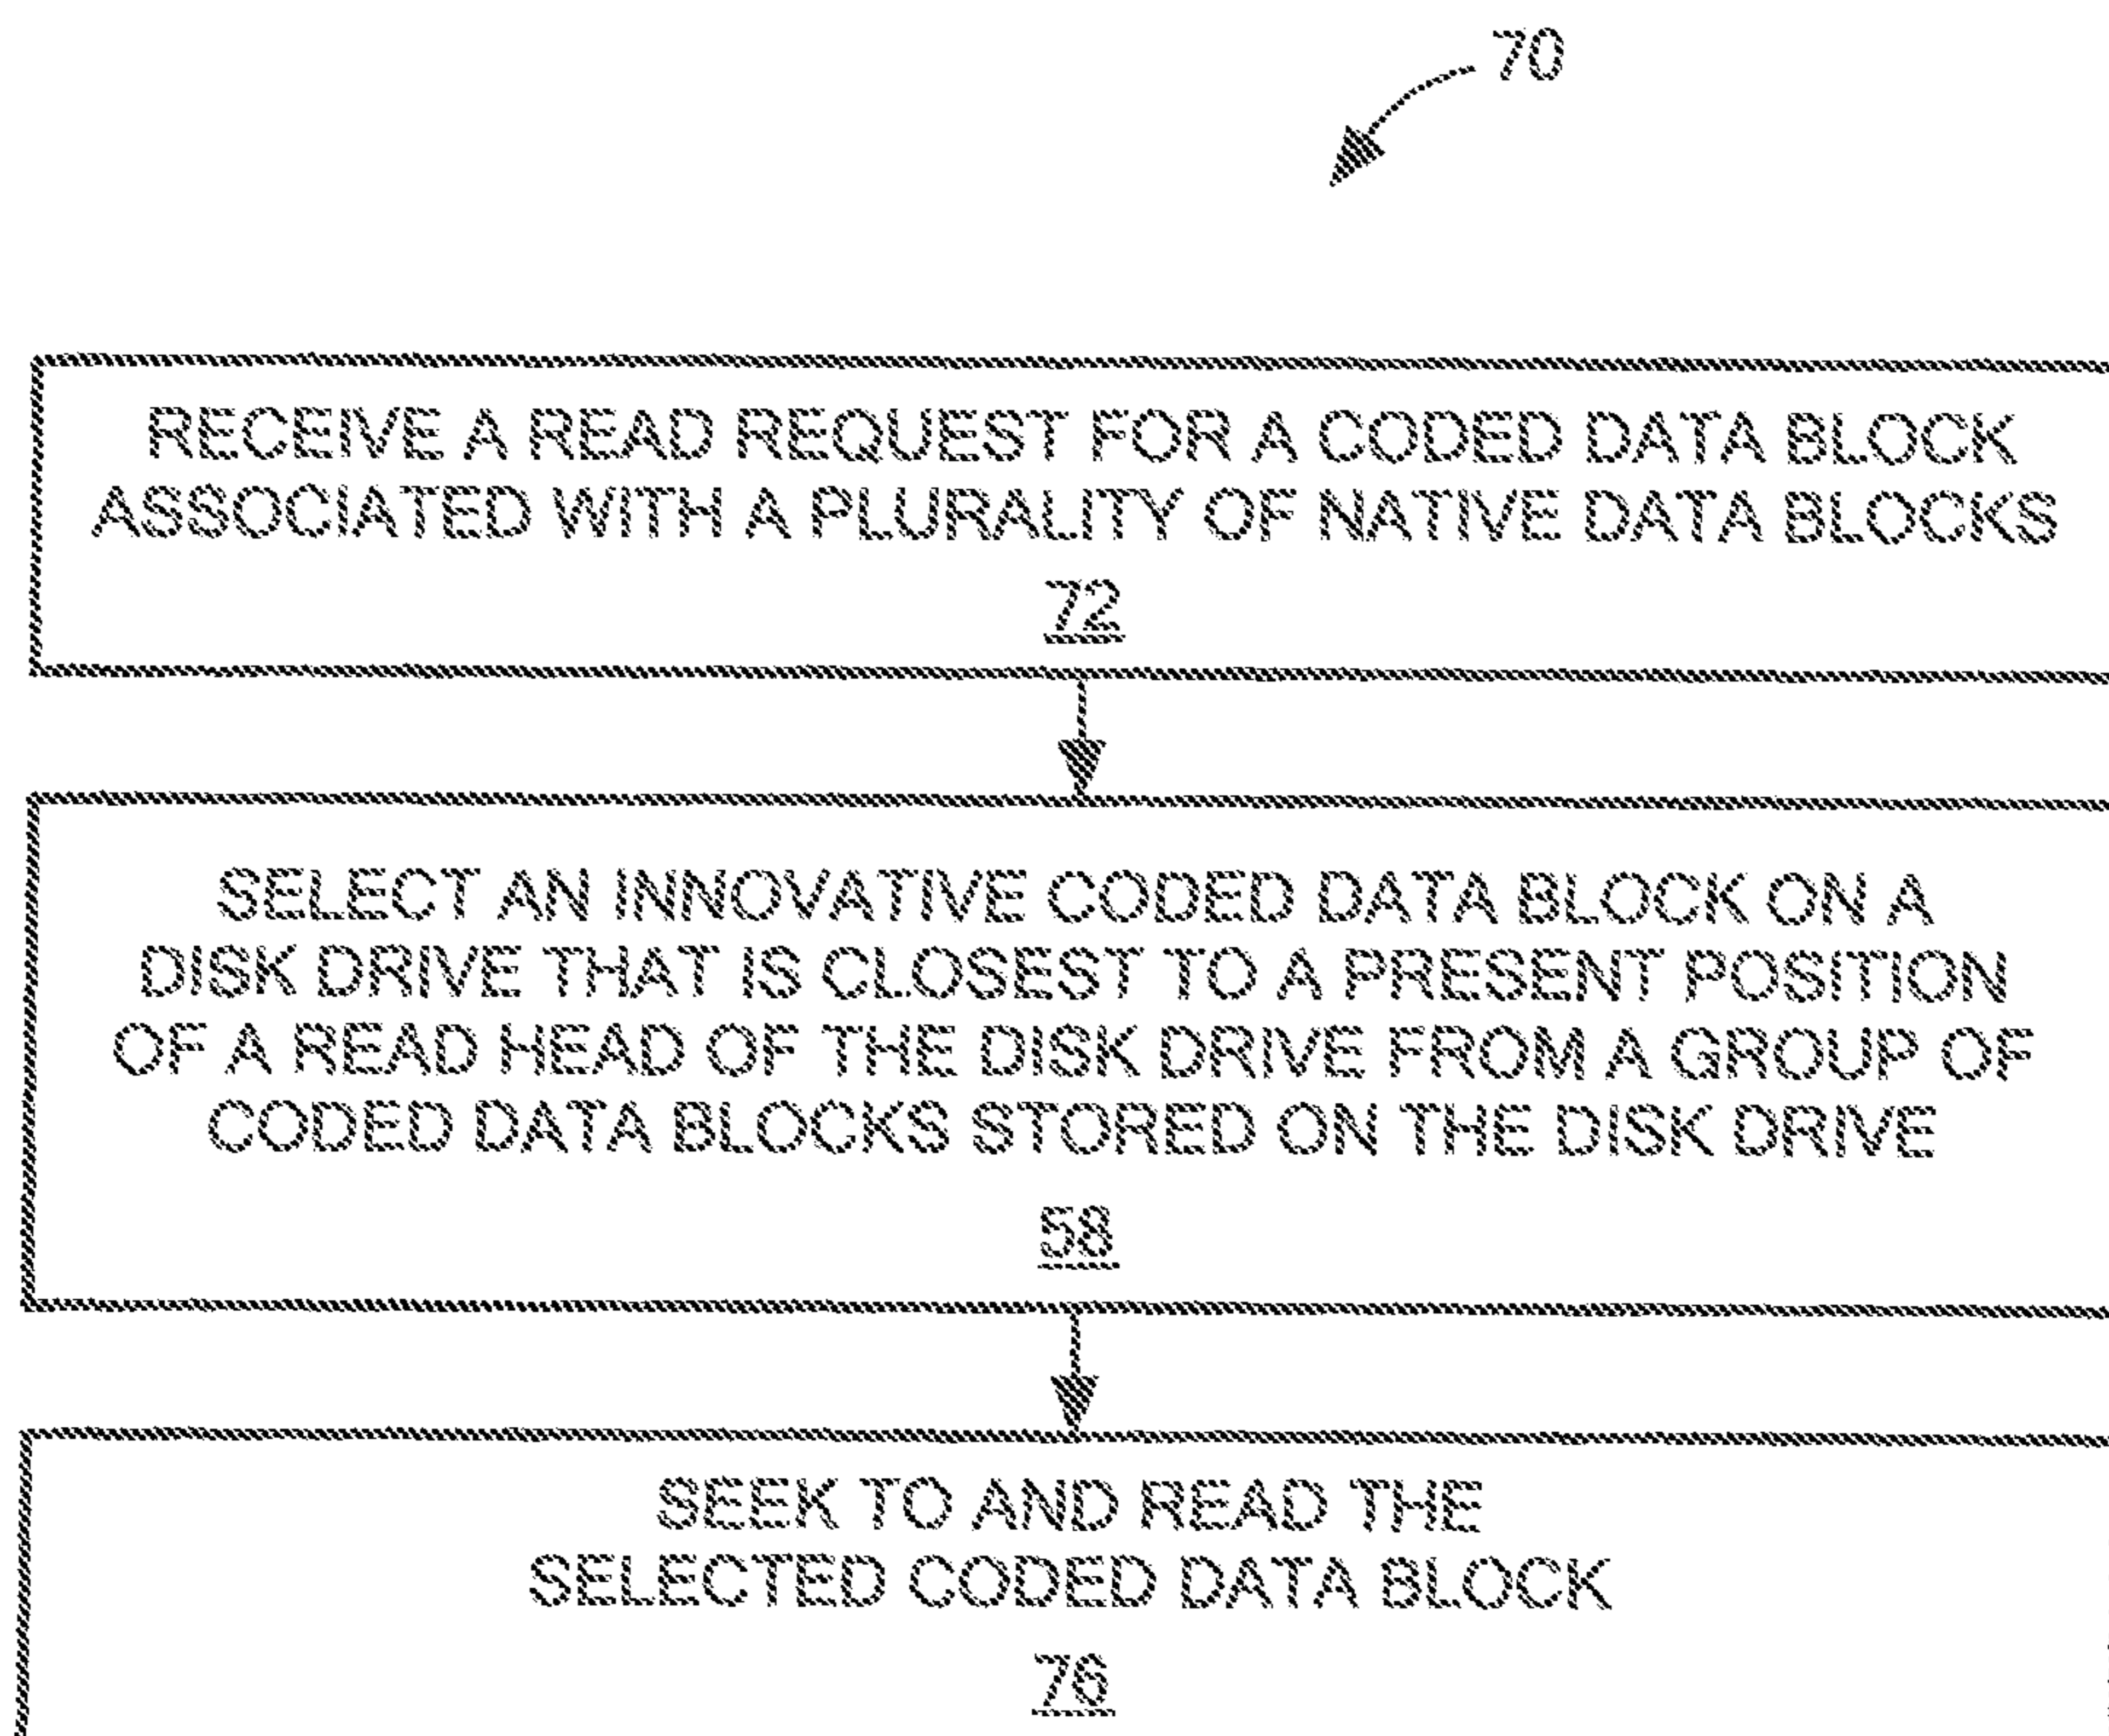 70
RECEIVE A READ REQUEST FOR A CODED DATA BLOCK
ASSOCIATED WITH A PLURALITY OF NATIVE DATA BLOCKS
72
SELECT AN INNOVATIVE CODED DATA BLOCK ON A
DISK DRIVE THAT IS CLOSEST TO A PRESENT POSITION
OF A READ HEAD OF THE DISK DRIVE FROM A GROUP OF
CODED DATA BLOCKS STORED ON THE DISK DRIVE
58
SEEK TO AND READ THE
SELECTED CODED DATA BLOCK
76